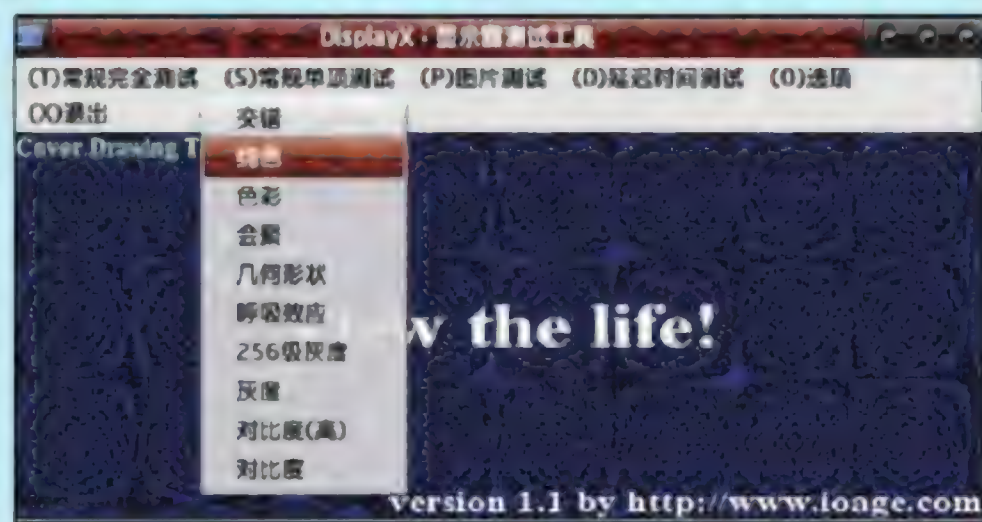 DisplayX - 显示器测试工具
(T)常规完全测试 (S)常规单项测试 (P)图片测试 (D)延迟时间测试 (O)选项
(X)退出
交错
Cover Drawing T
纯色
色彩
会聚
几何形状
呼吸效应
w the life!
256级灰度
灰度
对比度(高)
对比度
version 1.1 by http://www.ioage.com